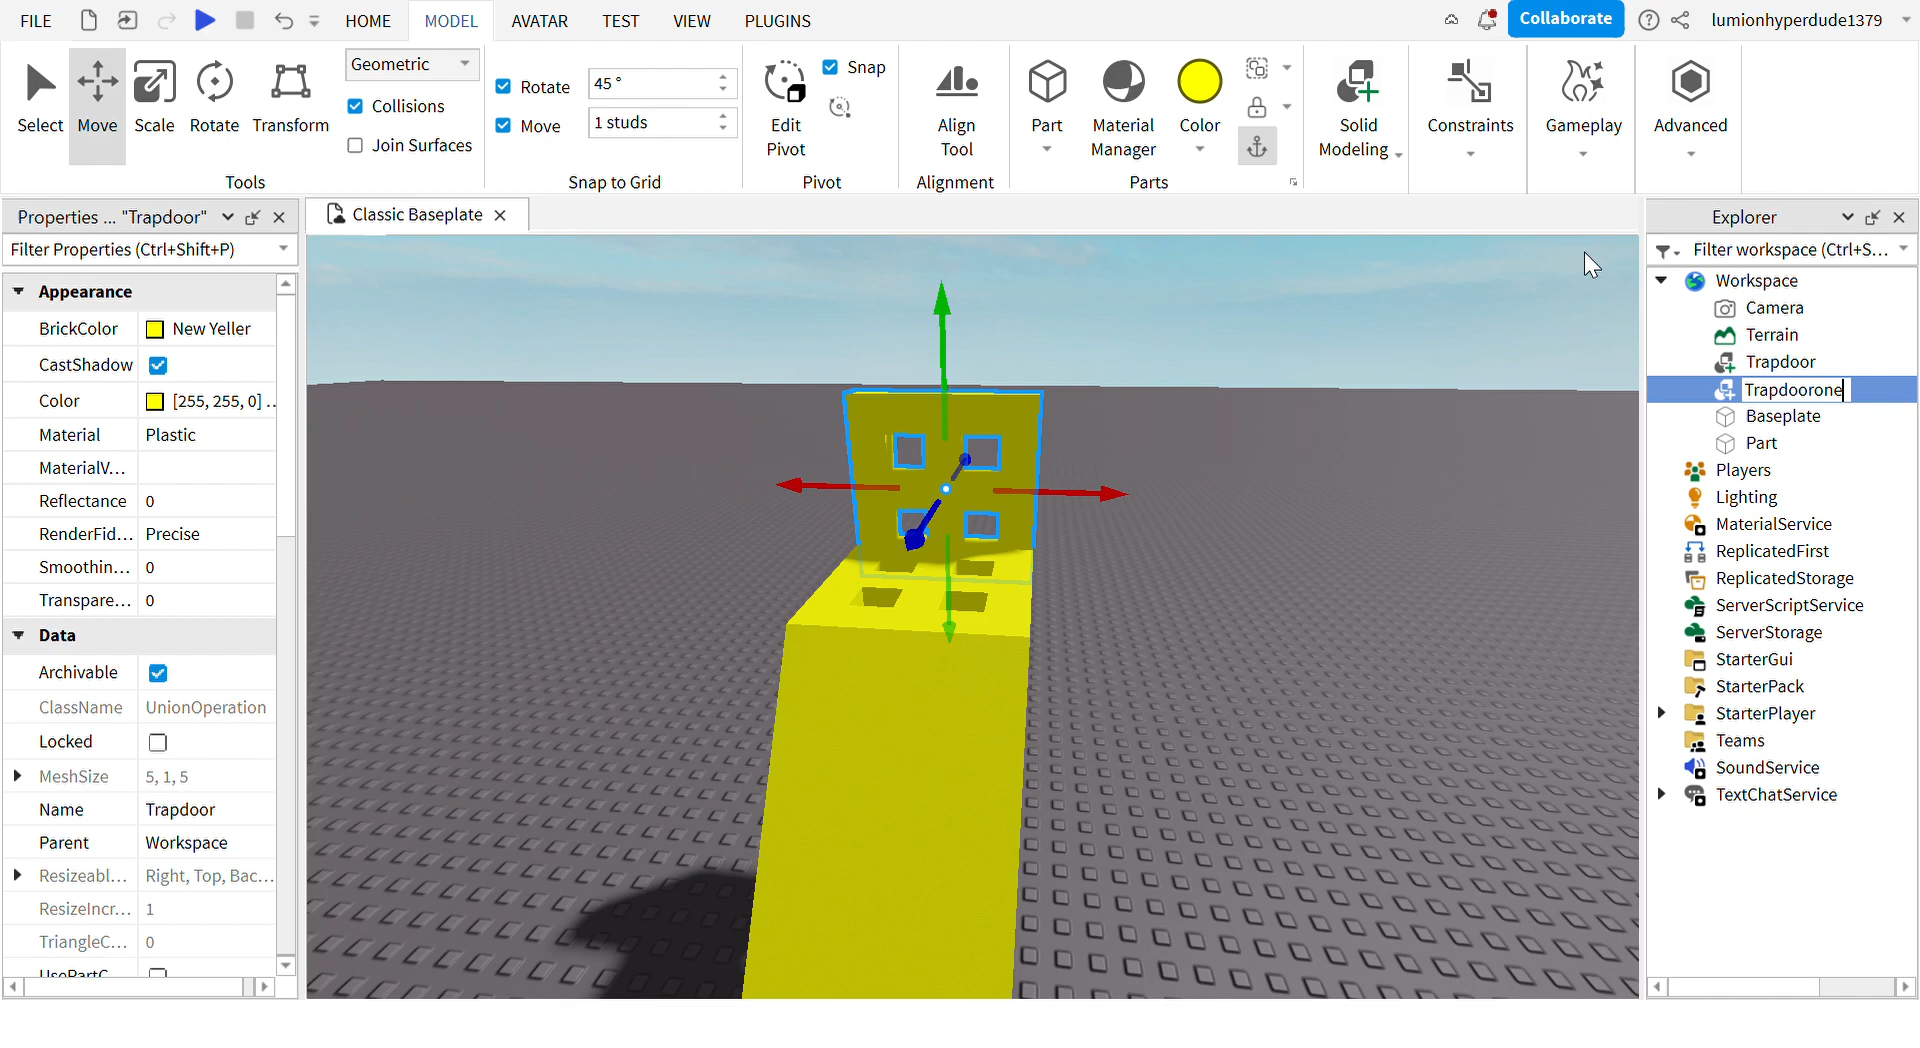 FILE HOME MODEL AVATAR TEST VIEW PLUGINS Collaborate lumionhyperdude1379
Select Move Scale Rotate Transform
Geometric
Collisions
Join Surfaces
Tools
Rotate 45 °
Move 1 studs
Snap to Grid
Edit Pivot
Snap
Pivot
Align Tool
Alignment
Part
Material Manager
Color
Parts
Solid Modeling
Constraints
Gameplay
Advanced
Properties ... "Trapdoor"
Filter Properties (Ctrl+Shift+P)
Appearance
BrickColor New Yeller
CastShadow
Color [255, 255, 0] ..
Material Plastic
MaterialV...
Reflectance 0
RenderFid... Precise
Smoothin... 0
Transpare... 0
Data
Archivable
ClassName UnionOperation
Locked
MeshSize 5, 1, 5
Name Trapdoor
Parent Workspace
Resizeabl... Right, Top, Bac...
ResizeIncr... 1
TriangleC... 0
UsePartC...
Classic Baseplate
Explorer
Filter workspace (Ctrl+S...
Workspace
Camera
Terrain
Trapdoor
Trapdoorone
Baseplate
Part
Players
Lighting
MaterialService
ReplicatedFirst
ReplicatedStorage
ServerScriptService
ServerStorage
StarterGui
StarterPack
StarterPlayer
Teams
SoundService
TextChatService